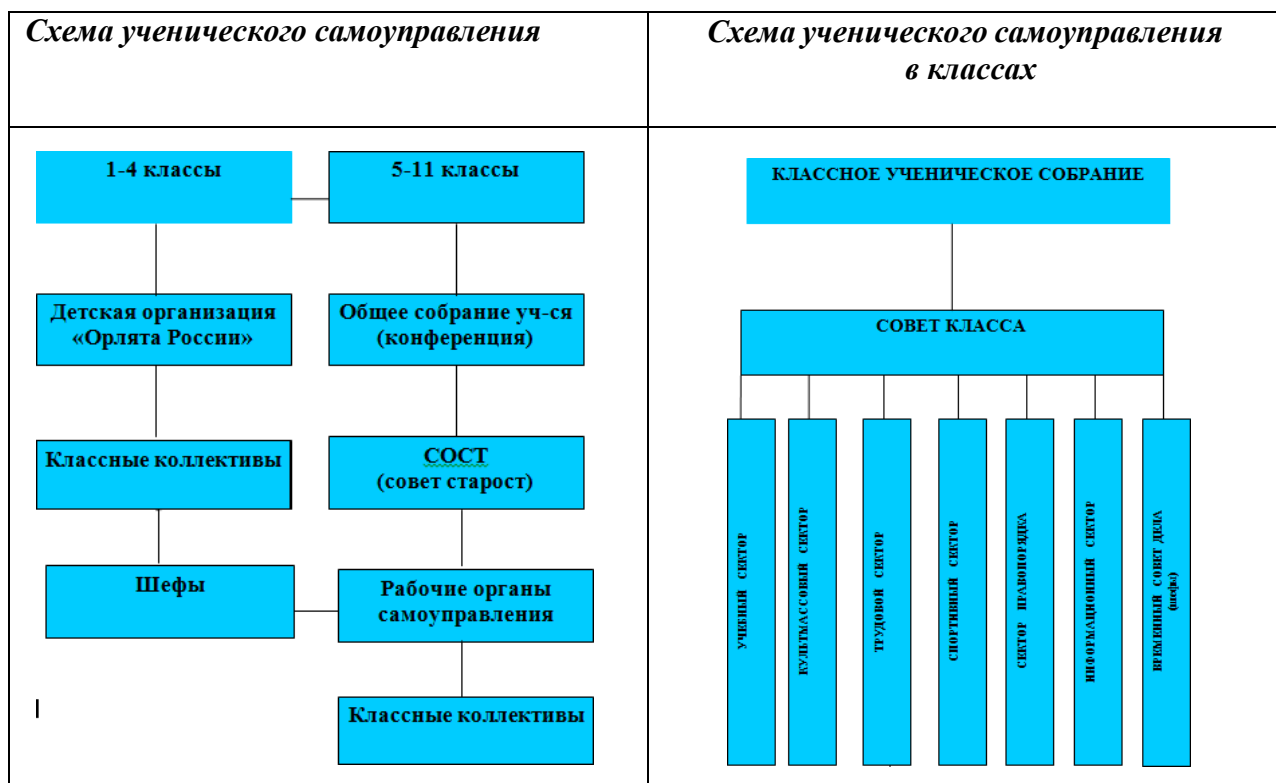 Схема ученического самоуправления
Схема ученического самоуправления
в классах
1-4 классы
5-11 классы
Детская организация
«Орлята России»
Общее собрание уч-ся
(конференция)
Классные коллективы
СОСТ
(совет старост)
Шефы
Рабочие органы
самоуправления
Классные коллективы
КЛАССНОЕ УЧЕНИЧЕСКОЕ СОБРАНИЕ
СОВЕТ КЛАССА
УЧЕБНЫЙ СЕКТОР
КУЛЬТМАССОВЫЙ СЕКТОР
ТРУДОВОЙ СЕКТОР
СПОРТИВНЫЙ СЕКТОР
СЕКТОР ПРАВОПОРЯДКА
ИНФОРМАЦИОННЫЙ СЕКТОР
ВРЕМЕННЫЙ СОВЕТ ДЕЛА
(шефы)